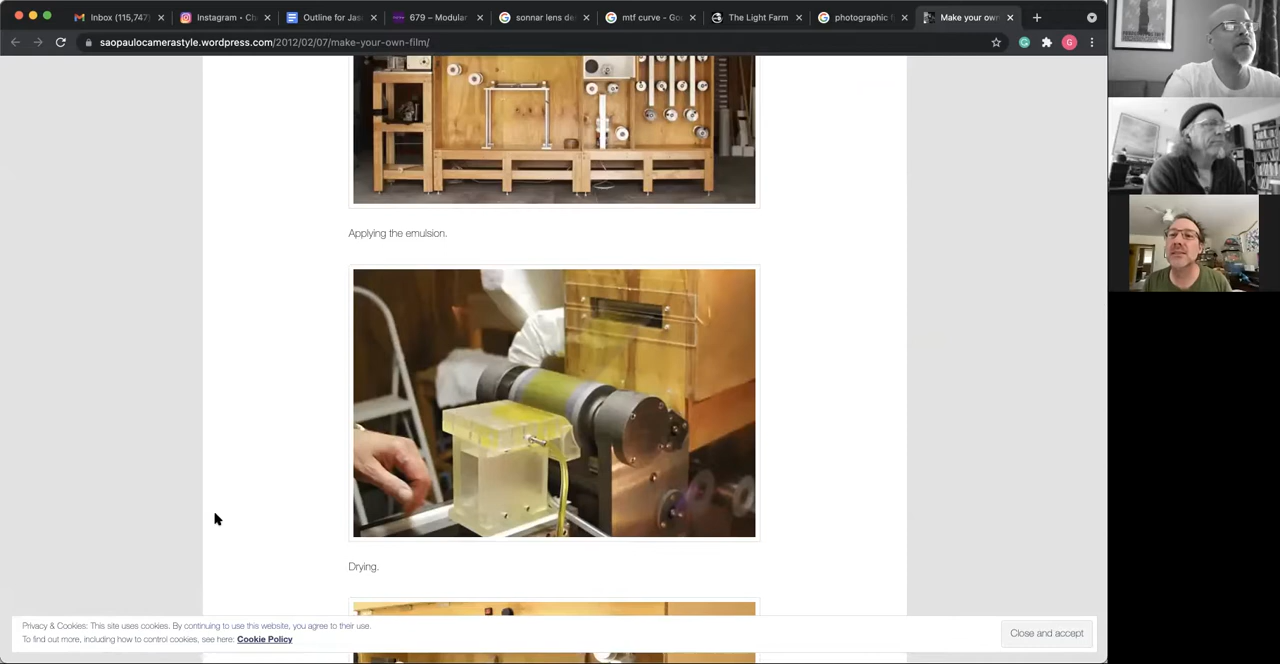 Inbox (115,747)
Instagram • Ch
Outline for Jas
679 – Modular
sonnar lens de
mtf curve - Go
The Light Farm
photographic f
Make your own
saopaulocamerastyle.wordpress.com/2012/02/07/make-your-own-film/
G
Applying the emulsion.
Drying.
Privacy & Cookies: This site uses cookies. By continuing to use this website, you agree to their use.
To find out more, including how to control cookies, see here: Cookie Policy
Close and accept